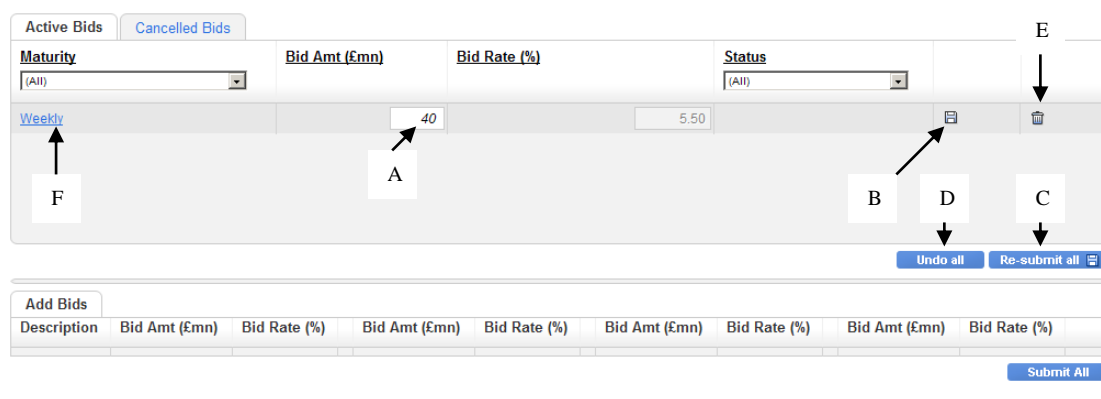 Active Bids Cancelled Bids
E
Maturity Bid Amt (£mn) Bid Rate (%) Status
(All) (All)
Weekly 40 5.50
A
F B D C
Undo all Re-submit all
Add Bids
Description Bid Amt (£mn) Bid Rate (%) Bid Amt (£mn) Bid Rate (%) Bid Amt (£mn) Bid Rate (%) Bid Amt (£mn) Bid Rate (%)
Submit All